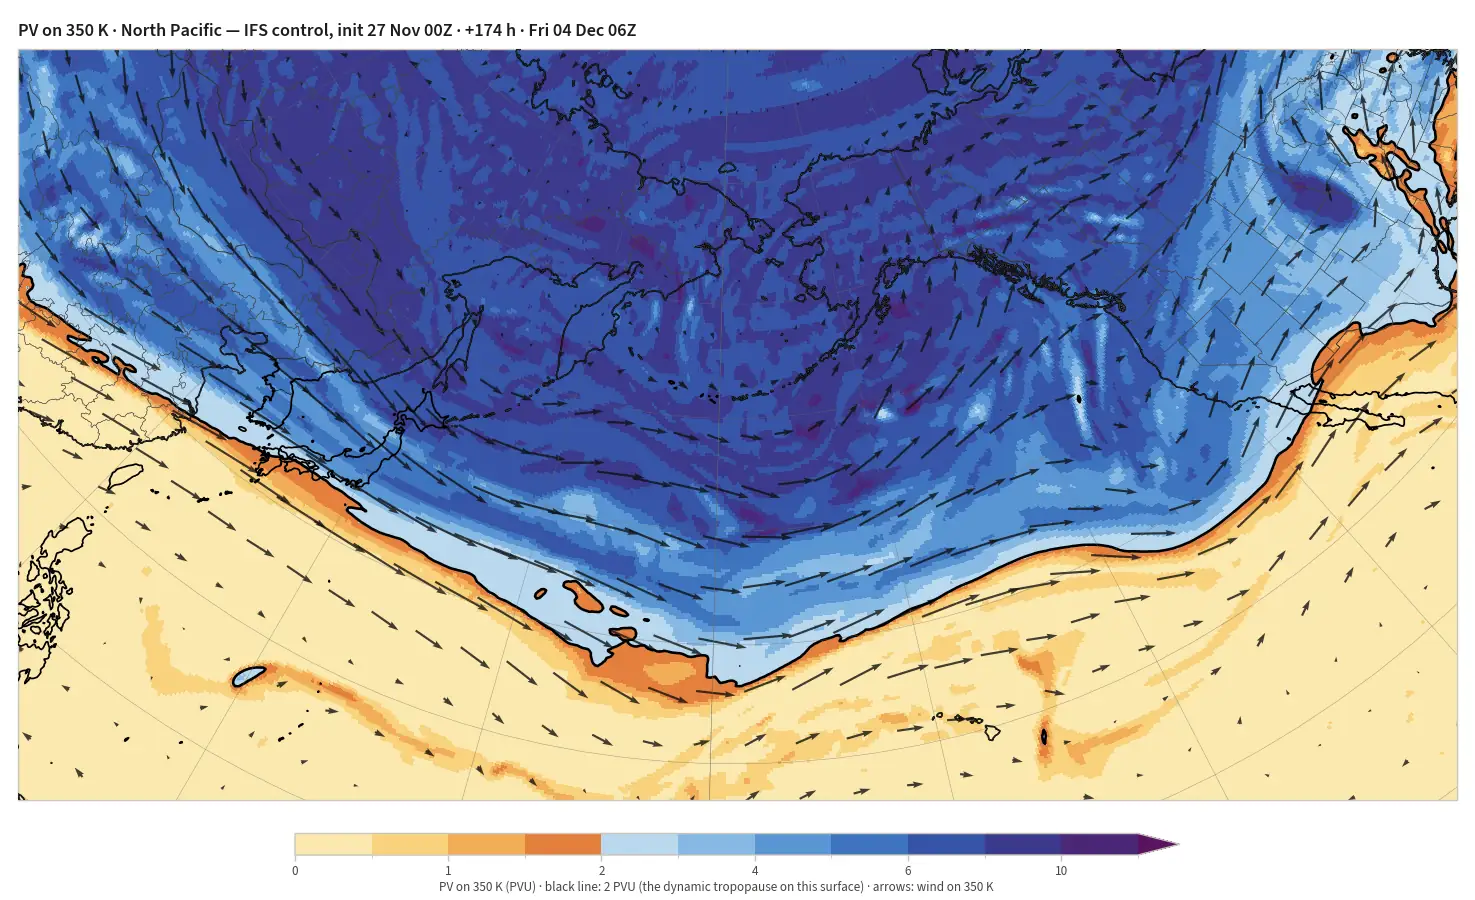 PV on 350 K · North Pacific — IFS control, init 27 Nov 00Z · +174 h · Fri 04 Dec 06Z
0 1 2 4 6 10
PV on 350 K (PVU) · black line: 2 PVU (the dynamic tropopause on this surface) · arrows: wind on 350 K